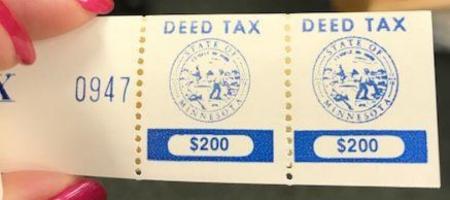 X 0947
DEED TAX
STATE OF
MINNESOTA
$200
DEED TAX
STATE OF
MINNESOTA
$200